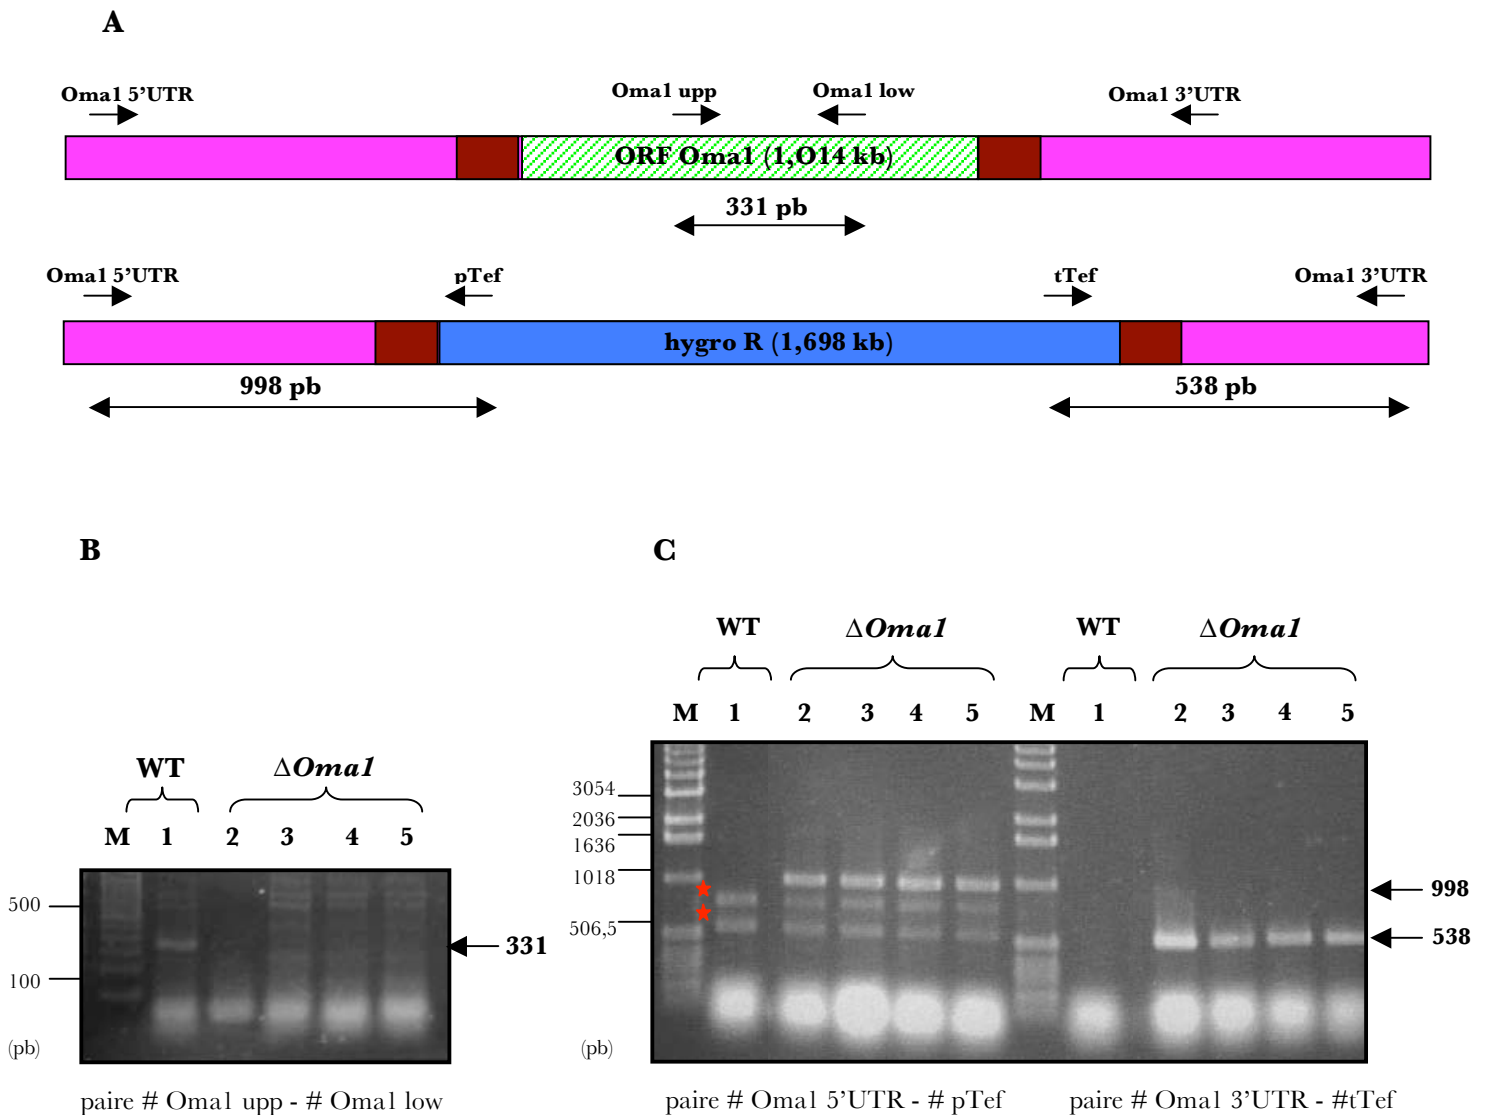 A
Oma1 5’UTR
Oma1 upp
Oma1 low
Oma1 3’UTR
ORF Oma1 (1,O14 kb)
331 pb
Oma1 5’UTR
pTef
tTef
Oma1 3’UTR
hygro R (1,698 kb)
998 pb
538 pb
B
WT
ΔOma1
M 1 2 3 4 5
500
100
(pb)
331
paire # Oma1 upp - # Oma1 low
C
WT ΔOma1 WT ΔOma1
M 1 2 3 4 5 M 1 2 3 4 5
3054
2036
1636
1018
506,5
(pb)
998
538
paire # Oma1 5’UTR - # pTef
paire # Oma1 3’UTR - #tTef